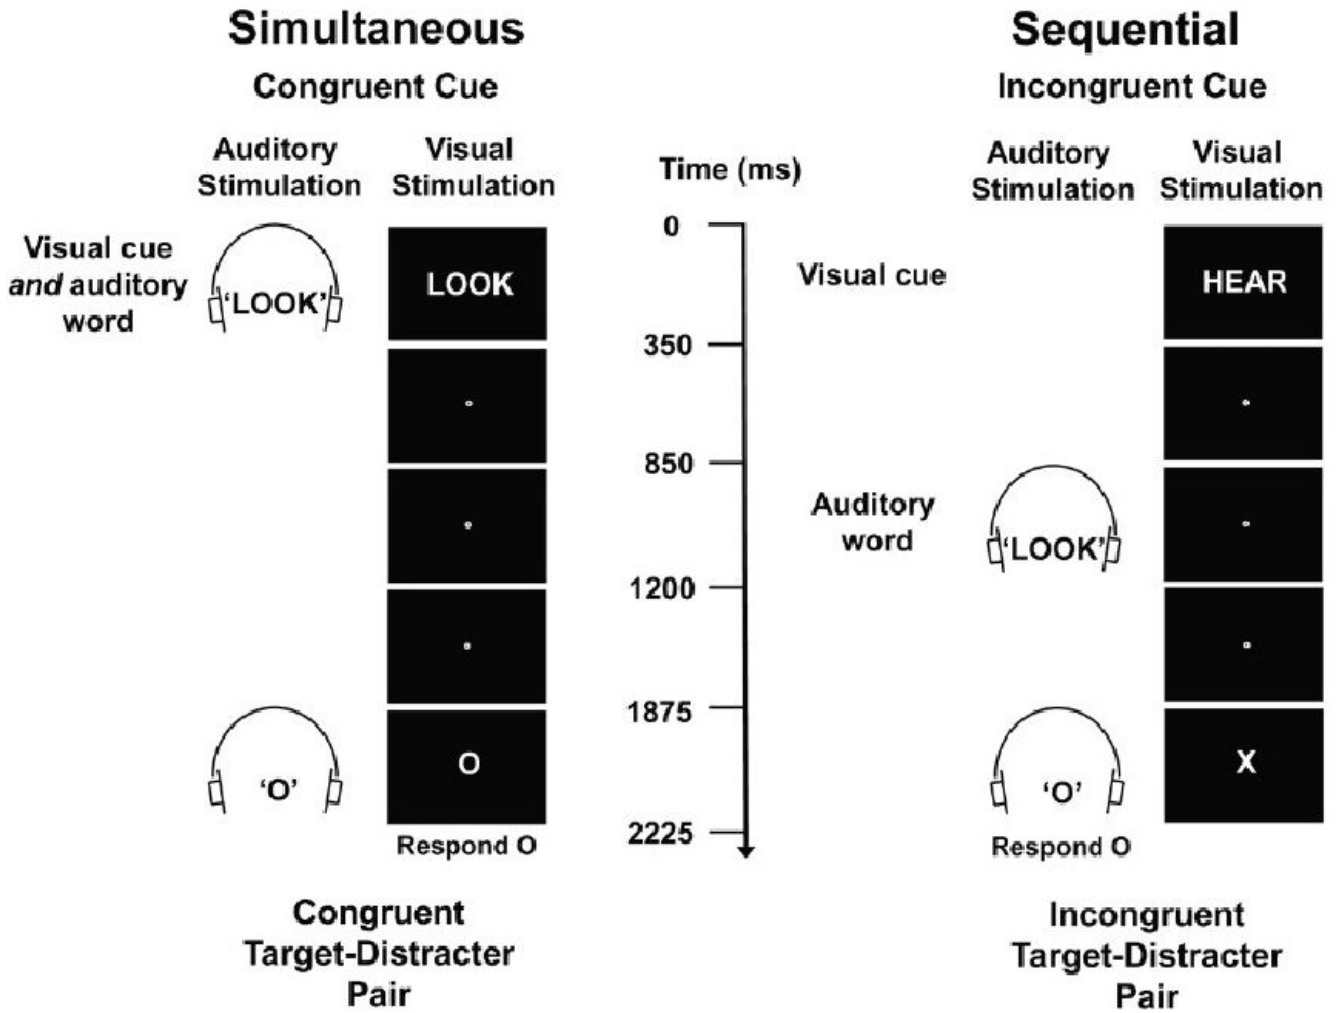 Simultaneous
Congruent Cue
Auditory
Stimulation
Visual
Stimulation
Visual cue
and auditory
word
'LOOK'
LOOK
'O'
O
Respond O
Congruent
Target-Distracter
Pair
Time (ms)
0
350
850
1200
1875
2225
Sequential
Incongruent Cue
Auditory
Stimulation
Visual
Stimulation
Visual cue
HEAR
Auditory
word
'LOOK'
'O'
X
Respond O
Incongruent
Target-Distracter
Pair